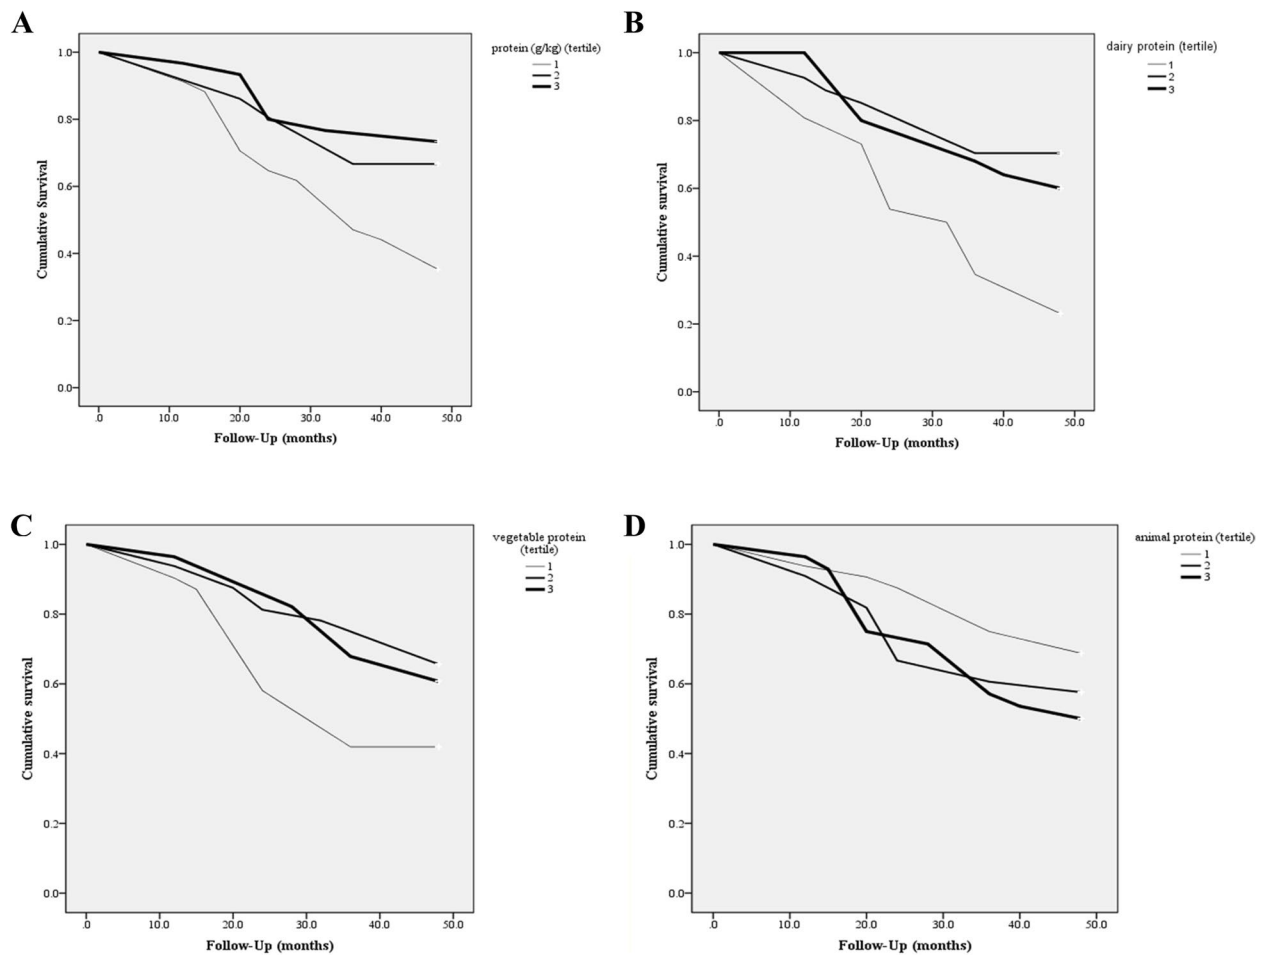 A
protein (g/kg) (tertile)
1
2
3
1.0
0.8
0.6
0.4
0.2
0.0
Cumulative Survival
.0 10.0 20.0 30.0 40.0 50.0
Follow-Up (months)
B
dairy protein (tertile)
1
2
3
1.0
0.8
0.6
0.4
0.2
0.0
Cumulative survival
.0 10.0 20.0 30.0 40.0 50.0
Follow-Up (months)
C
vegetable protein
(tertile)
1
2
3
1.0
0.8
0.6
0.4
0.2
0.0
Cumulative survival
.0 10.0 20.0 30.0 40.0 50.0
Follow-Up (months)
D
animal protein (tertile)
1
2
3
1.0
0.8
0.6
0.4
0.2
0.0
Cumulative survival
.0 10.0 20.0 30.0 40.0 50.0
Follow-Up (months)